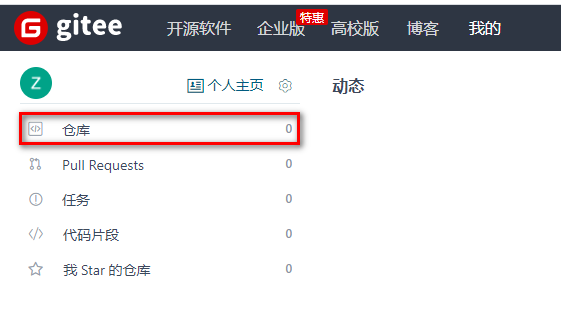 gitee 开源软件 企业版 特惠 高校版 博客 我的
Z 个人主页 动态
仓库 0
Pull Requests 0
任务 0
代码片段 0
我 Star 的仓库 0